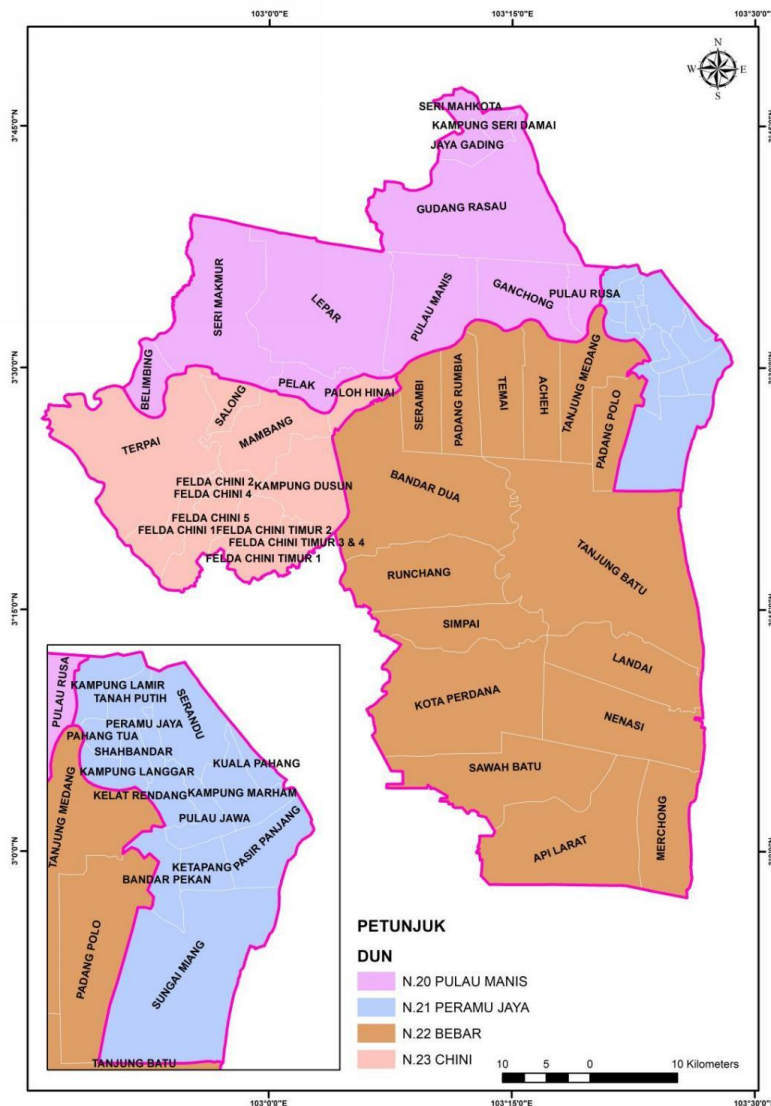 103°0'0"E
103°15'0"E
103°30'0"E
N
W
E
S
3°45'0"N
SERI MAHKOTA
KAMPUNG SERI DAMAI
JAYA GADING
GUDANG RASAU
SERI MAKMUR
LEPAR
PULAU MANIS
GANCHONG
PULAU RUSA
BELIMBING
PELAK
PALOH HINAI
3°30'0"N
TERPAI
SALONG
MAMBANG
SERAMBI
PADANG RUMBIA
TEMAI
ACHEH
TANJUNG MEDANG
PADANG POLO
FELDA CHINI 2
FELDA CHINI 4
KAMPUNG DUSUN
FELDA CHINI 5
FELDA CHINI 1
FELDA CHINI TIMUR 2
FELDA CHINI TIMUR 3 & 4
FELDA CHINI TIMUR 1
BANDAR DUA
TANJUNG BATU
RUNCHANG
3°15'0"N
SIMPAI
LANDAI
KOTA PERDANA
NENASI
SAWAH BATU
API LARAT
MERCHONG
3°0'0"N
PULAU RUSA
KAMPUNG LAMIR
TANAH PUTIH
SERANDU
PERAMU JAYA
PAHANG TUA
SHAHBANDAR
KUALA PAHANG
KAMPUNG LANGGAR
TANJUNG MEDANG
KELAT RENDANG
KAMPUNG MARHAM
PULAU JAWA
PASIR PANJANG
KETAPANG
BANDAR PEKAN
PADANG POLO
SUNGAI MIANG
TANJUNG BATU
PETUNJUK
DUN
N.20 PULAU MANIS
N.21 PERAMU JAYA
N.22 BEBAR
N.23 CHINI
10 5 0 10 Kilometers
103°0'0"E
103°15'0"E
103°30'0"E